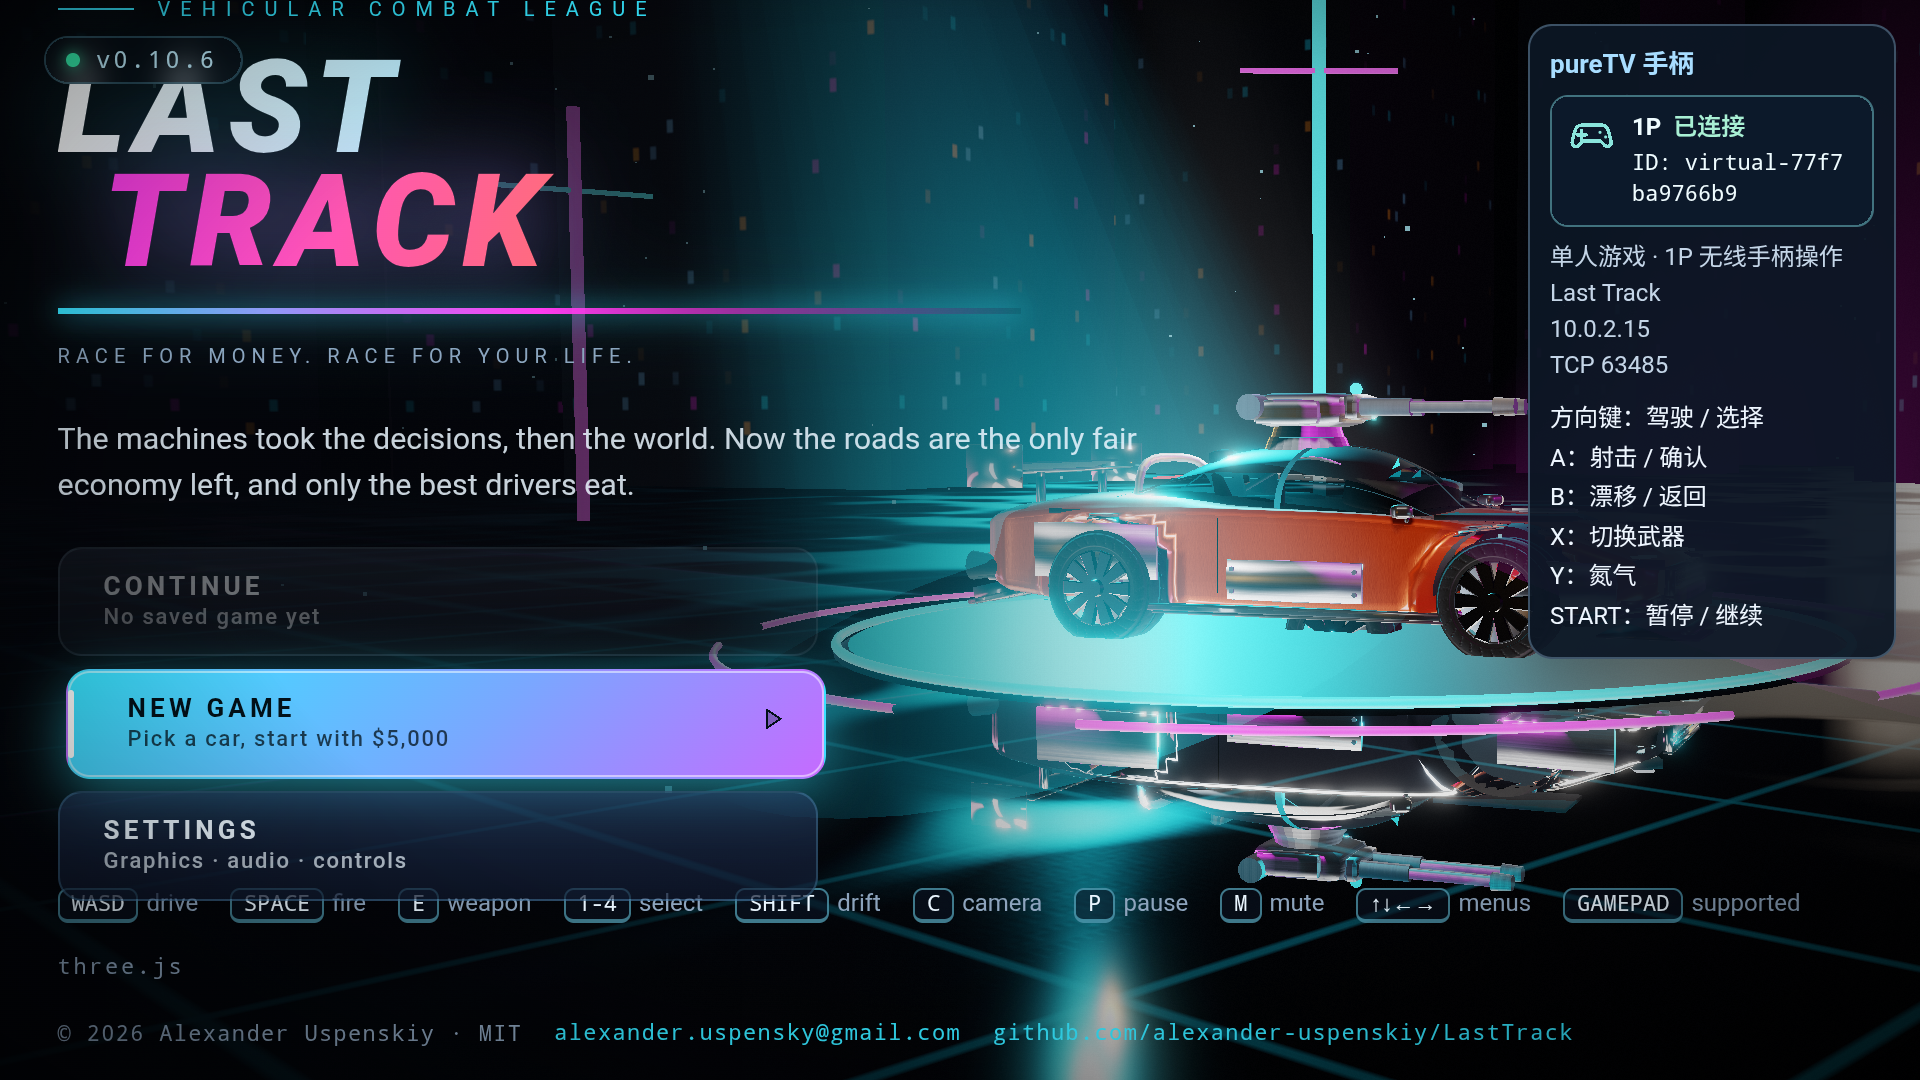 VEHICULAR COMBAT LEAGUE
v0.10.6
LAST
TRACK
RACE FOR MONEY. RACE FOR YOUR LIFE.
The machines took the decisions, then the world. Now the roads are the only fair
economy left, and only the best drivers eat.
CONTINUE
No saved game yet
NEW GAME
Pick a car, start with $5,000
SETTINGS
Graphics · audio · controls
WASD drive SPACE fire E weapon 1-4 select SHIFT drift C camera P pause M mute ↑↓←→ menus GAMEPAD supported
three.js
© 2026 Alexander Uspenskiy · MIT alexander.uspensky@gmail.com github.com/alexander-uspenskiy/LastTrack
pureTV 手柄
1P 已连接
ID: virtual-77f7
ba9766b9
单人游戏 · 1P 无线手柄操作
Last Track
10.0.2.15
TCP 63485
方向键：驾驶 / 选择
A：射击 / 确认
B：漂移 / 返回
X：切换武器
Y：氮气
START：暂停 / 继续